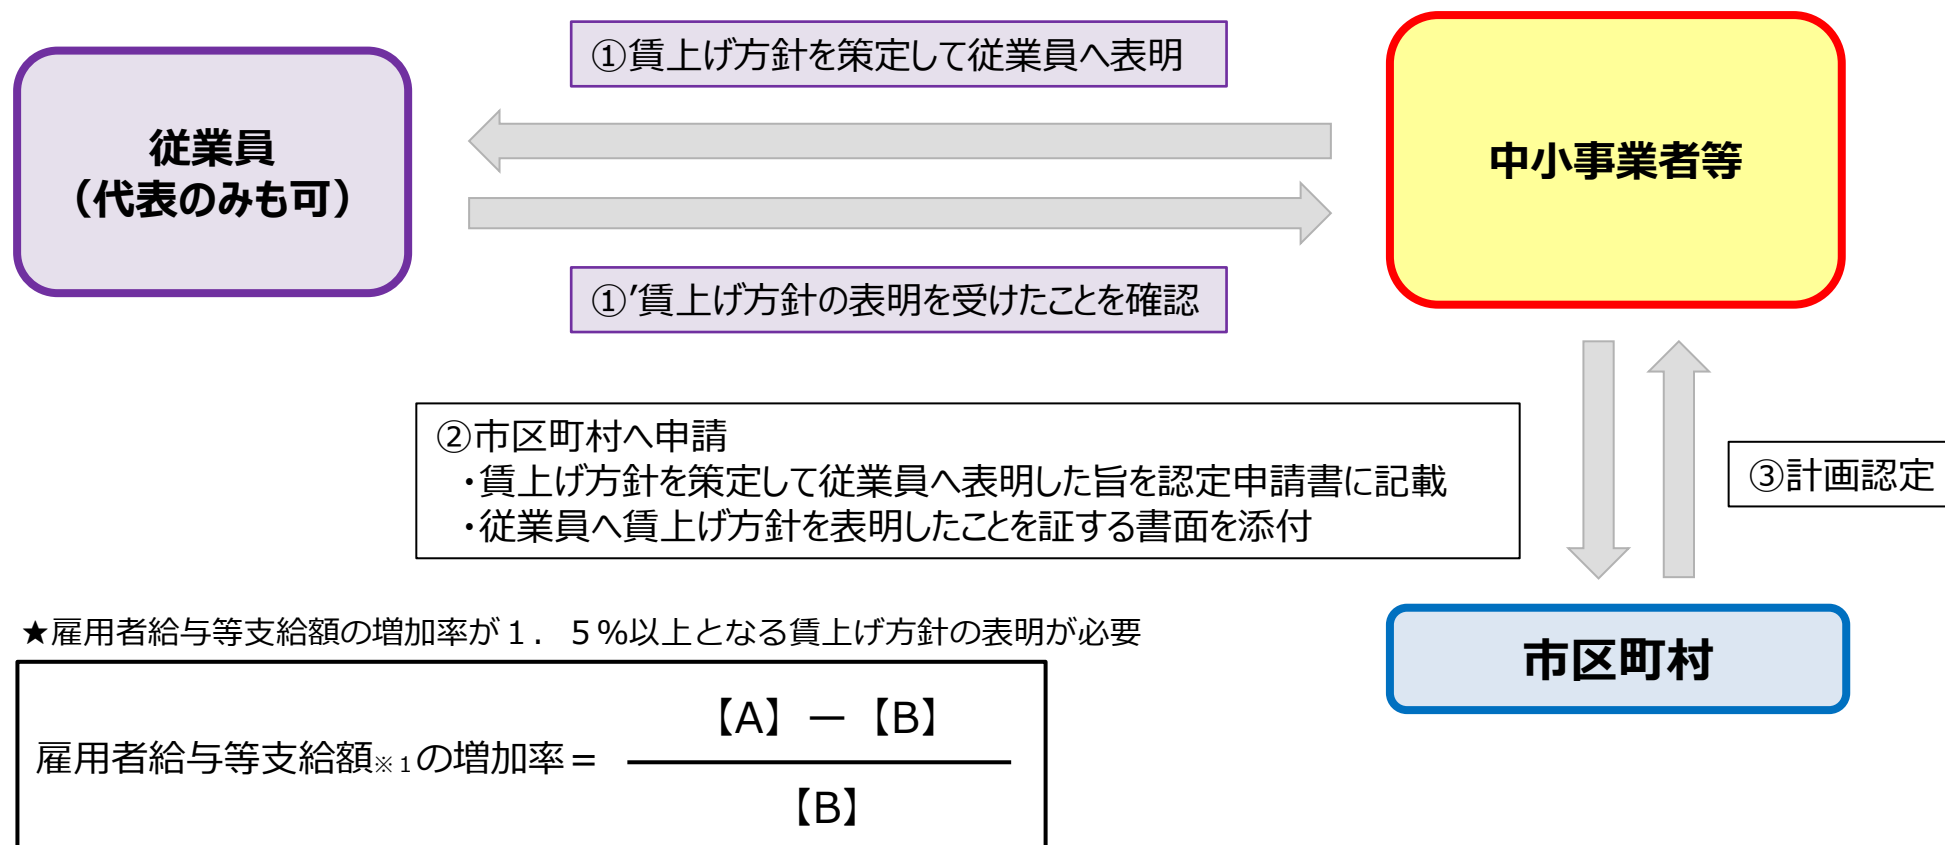 ①賃上げ方針を策定して従業員へ表明
従業員
（代表のみも可）
中小事業者等
①’賃上げ方針の表明を受けたことを確認
②市区町村へ申請
・賃上げ方針を策定して従業員へ表明した旨を認定申請書に記載
・従業員へ賃上げ方針を表明したことを証する書面を添付
③計画認定
★雇用者給与等支給額の増加率が１．５％以上となる賃上げ方針の表明が必要
市区町村
【A】－【B】
雇用者給与等支給額※１の増加率＝
【B】